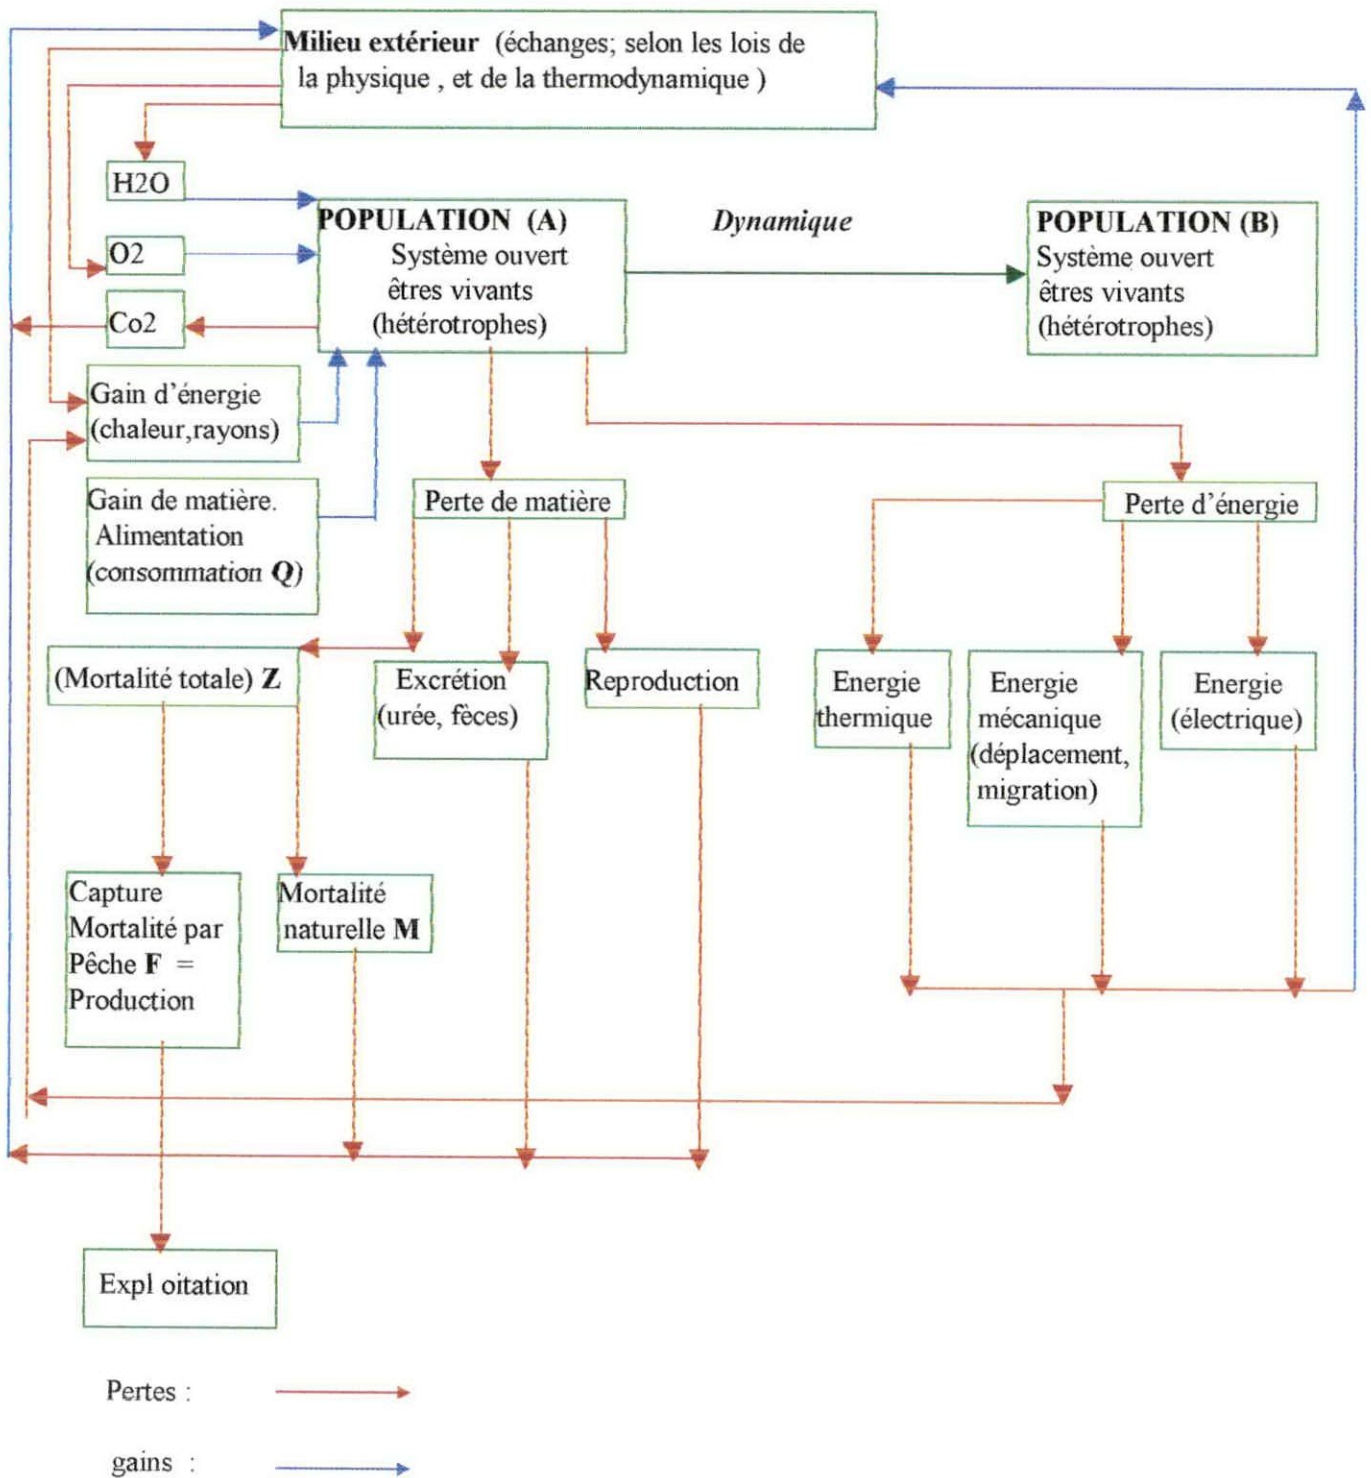 Milieu extérieur (échanges; selon les lois de
la physique , et de la thermodynamique )
H2O
O2
Co2
POPULATION (A)
Système ouvert
êtres vivants
(hétérotrophes)
Dynamique
POPULATION (B)
Système ouvert
êtres vivants
(hétérotrophes)
Gain d’énergie
(chaleur,rayons)
Gain de matière.
Alimentation
(consommation Q)
Perte de matière
Perte d’énergie
(Mortalité totale) Z
Excrétion
(urée, fèces)
Reproduction
Energie
thermique
Energie
mécanique
(déplacement,
migration)
Energie
(électrique)
Capture
Mortalité par
Pêche F =
Production
Mortalité
naturelle M
Expl oitation
Pertes :
gains :